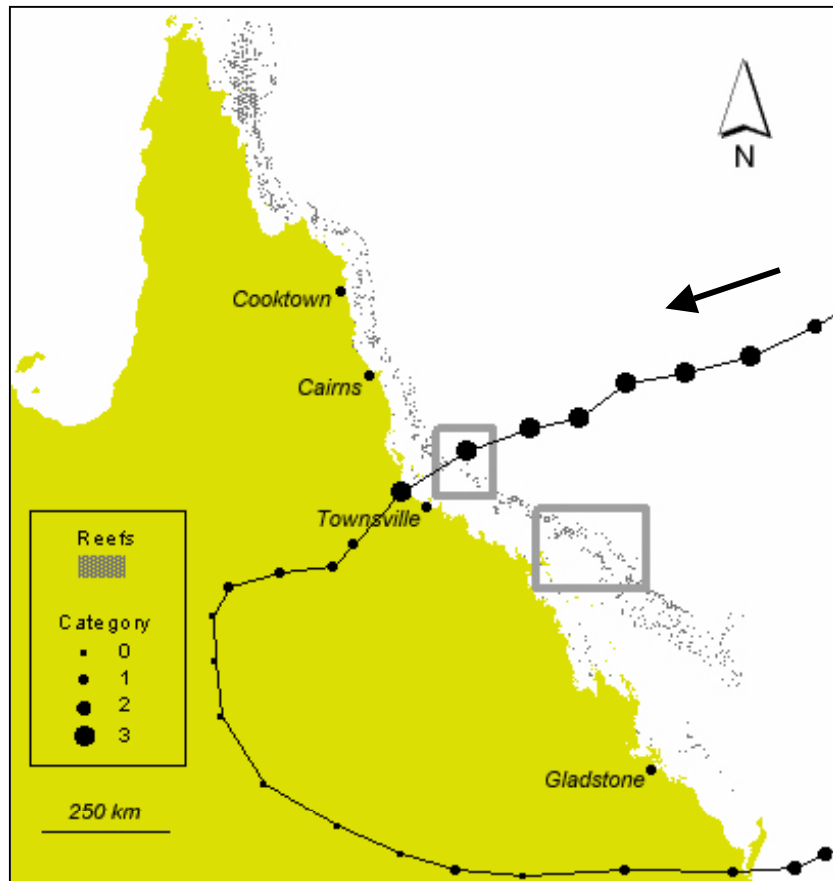 N
Cooktown
Cairns
Townsville
Reefs
Category
0
1
2
3
Gladstone
250 km